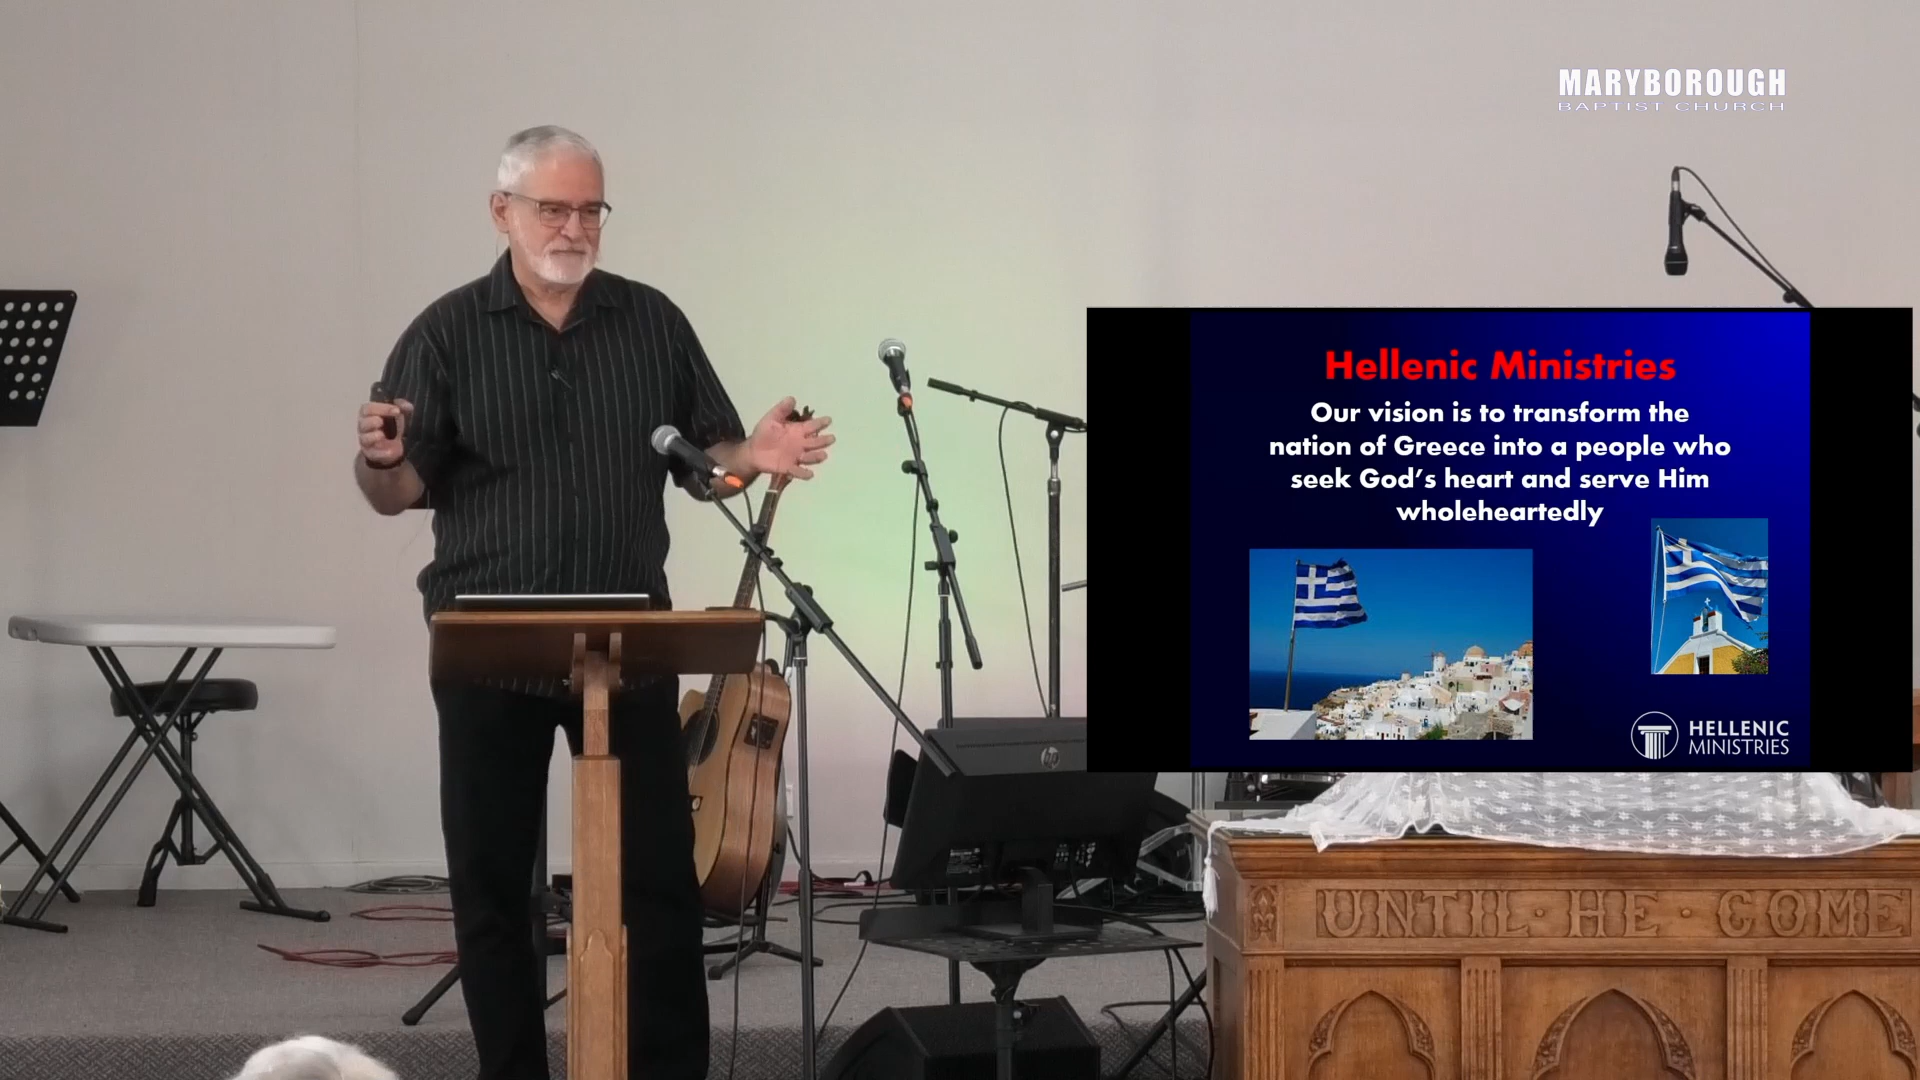 MARYBOROUGH
BAPTIST CHURCH
Hellenic Ministries
Our vision is to transform the
nation of Greece into a people who
seek God's heart and serve Him
wholeheartedly
HELLENIC
MINISTRIES
hp
UNTIL · HE · COME